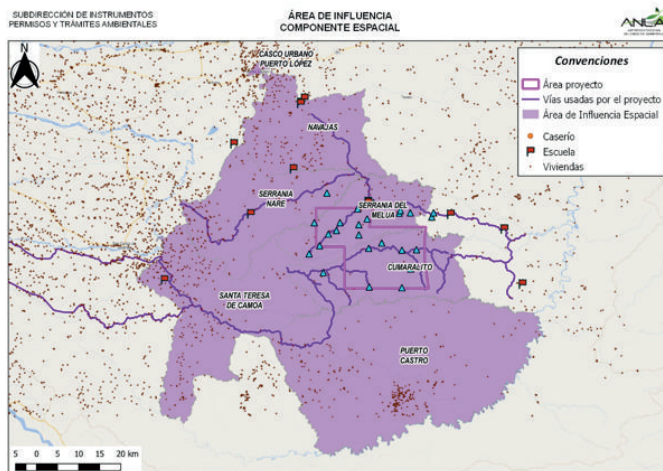 SUBDIRECCIÓN DE INSTRUMENTOS
PERMISOS Y TRÁMITES AMBIENTALES
ÁREA DE INFLUENCIA
COMPONENTE ESPACIAL
ANLA
N
CASCO URBANO
PUERTO LÓPEZ
Convenciones
Área proyecto
Vías usadas por el proyecto
Área de Influencia Espacial
Caserío
Escuela
Viviendas
NAVAJAS
SERRANIA
NARE
SERRANIA DEL
MELUA
CUMARALITO
SANTA TERESA
DE CAMOA
PUERTO
CASTRO
5 0 5 10 15 20 km